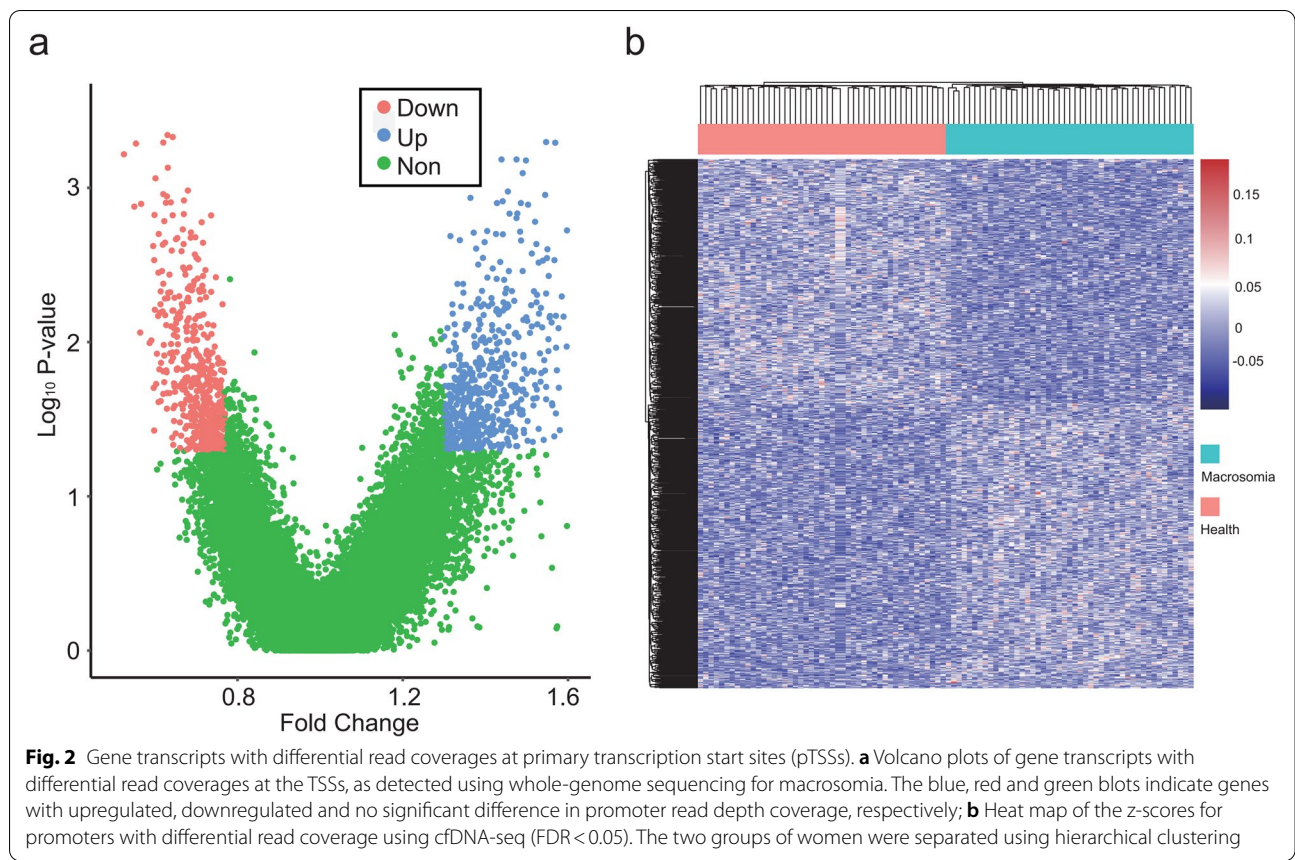 a
b
Down
Up
Non
3
2
1
0
Log₁₀ P-value
0.8
1.2
1.6
Fold Change
0.15
0.1
0.05
0
-0.05
Macrosomia
Health
Fig. 2 Gene transcripts with differential read coverages at primary transcription start sites (pTSSs). a Volcano plots of gene transcripts with
differential read coverages at the TSSs, as detected using whole-genome sequencing for macrosomia. The blue, red and green blots indicate genes
with upregulated, downregulated and no significant difference in promoter read depth coverage, respectively; b Heat map of the z-scores for
promoters with differential read coverage using cfDNA-seq (FDR < 0.05). The two groups of women were separated using hierarchical clustering